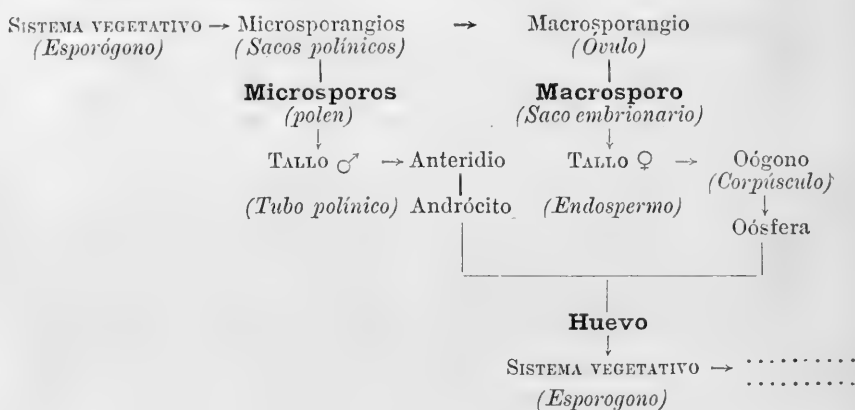 SISTEMA VEGETATIVO → Microsporangios → Macrosporangio
(Esporógono) (Sacos polínicos) (Óvulo)
Microsporos Macrosporo
(polen) (Saco embrionario)
TALLO ♂ → Anteridio TALLO ♀ → Oógono
(Corpúsculo)
(Tubo polínico) Andrócito (Endospermo)
Oósfera
Huevo
SISTEMA VEGETATIVO → ..........
..........
(Esporogono)